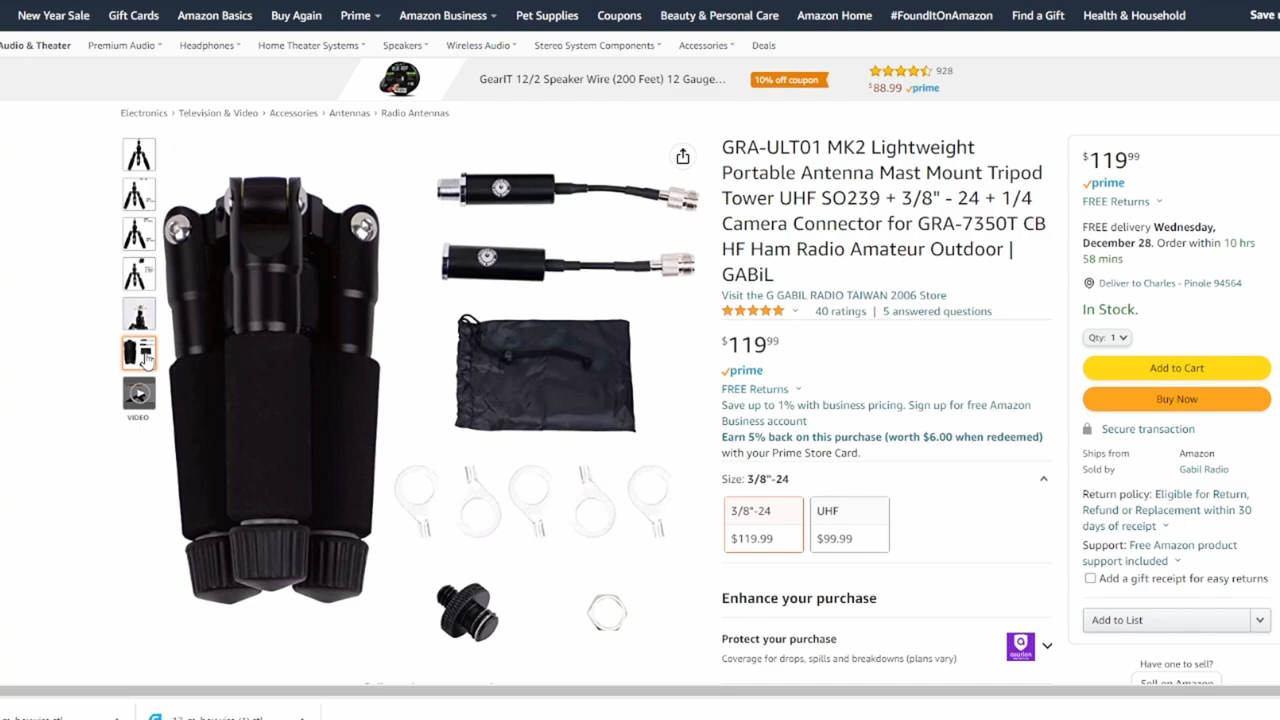 New Year Sale Gift Cards Amazon Basics Buy Again Prime Amazon Business Pet Supplies Coupons Beauty & Personal Care Amazon Home #FoundItOnAmazon Find a Gift Health & Household Save
Audio & Theater Premium Audio Headphones Home Theater Systems Speakers Wireless Audio Stereo System Components Accessories Deals
GearIT 12/2 Speaker Wire (200 Feet) 12 Gauge... 10% off coupon 928
$88.99 prime
Electronics › Television & Video › Accessories › Antennas › Radio Antennas
VIDEO
GRA-ULT01 MK2 Lightweight
Portable Antenna Mast Mount Tripod
Tower UHF SO239 + 3/8" - 24 + 1/4
Camera Connector for GRA-7350T CB
HF Ham Radio Amateur Outdoor |
GABiL
Visit the G GABIL RADIO TAIWAN 2006 Store
40 ratings | 5 answered questions
$119.99
prime
FREE Returns
Save up to 1% with business pricing. Sign up for free Amazon
Business account
Earn 5% back on this purchase (worth $6.00 when redeemed)
with your Prime Store Card.
Size: 3/8"-24
3/8"-24 UHF
$119.99 $99.99
Enhance your purchase
Protect your purchase
Coverage for drops, spills and breakdowns (plans vary)
asurion
$119.99
prime
FREE Returns
FREE delivery Wednesday,
December 28. Order within 10 hrs
58 mins
Deliver to Charles - Pinole 94564
In Stock.
Qty: 1
Add to Cart
Buy Now
Secure transaction
Ships from Amazon
Sold by Gabil Radio
Return policy: Eligible for Return,
Refund or Replacement within 30
days of receipt
Support: Free Amazon product
support included
Add a gift receipt for easy returns
Add to List
Have one to sell?
Sell on Amazon